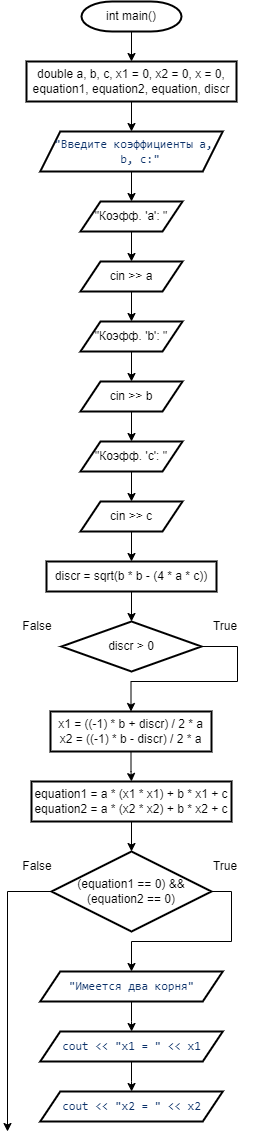 int main()
double a, b, c, x1 = 0, x2 = 0, x = 0,
equation1, equation2, equation, discr
"Введите коэффициенты a,
b, c:"
"Коэфф. 'a': "
cin >> a
"Коэфф. 'b': "
cin >> b
"Коэфф. 'c': "
cin >> c
discr = sqrt(b * b - (4 * a * c))
False
True
discr > 0
x1 = ((-1) * b + discr) / 2 * a
x2 = ((-1) * b - discr) / 2 * a
equation1 = a * (x1 * x1) + b * x1 + c
equation2 = a * (x2 * x2) + b * x2 + c
False
True
(equation1 == 0) &&
(equation2 == 0)
"Имеется два корня"
cout << "x1 = " << x1
cout << "x2 = " << x2